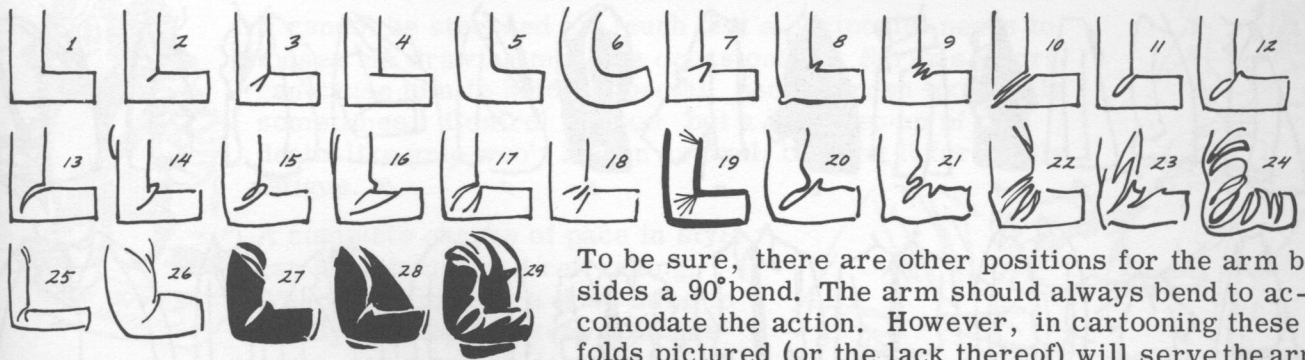 1 2 3 4 5 6 7 8 9 10 11 12
13 14 15 16 17 18 19 20 21 22 23 24
25 26 27 28 29
To be sure, there are other positions for the arm b
sides a 90° bend. The arm should always bend to ac-
comodate the action. However, in cartooning these
folds pictured (or the lack thereof) will serve the ar